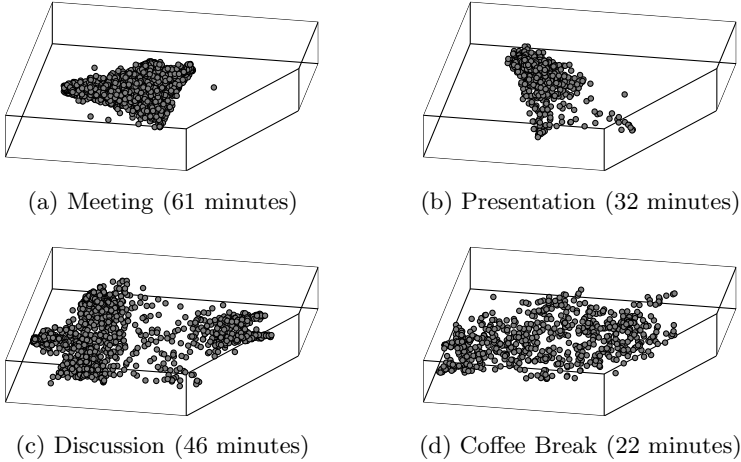 (a) Meeting (61 minutes)
(b) Presentation (32 minutes)
(c) Discussion (46 minutes)
(d) Coffee Break (22 minutes)